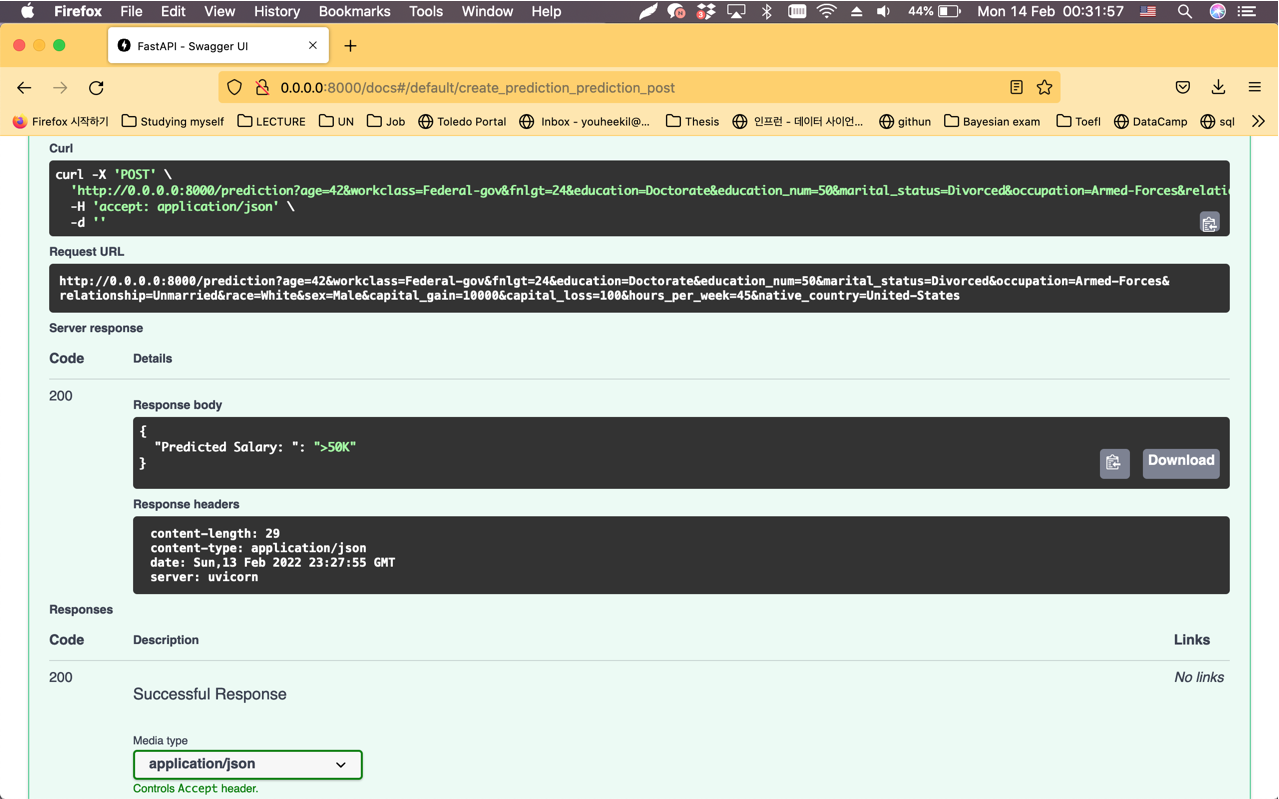 Firefox File Edit View History Bookmarks Tools Window Help 44% Mon 14 Feb 00:31:57
FastAPI - Swagger UI
0.0.0.0:8000/docs#/default/create_prediction_prediction_post
Firefox 시작하기 Studying myself LECTURE UN Job Toledo Portal Inbox - youheekil@... Thesis 인프런 - 데이터 사이언... githun Bayesian exam Toefl DataCamp sql
Curl
curl -X 'POST' \
'http://0.0.0.0:8000/prediction?age=42&workclass=Federal-gov&fnlgt=24&education=Doctorate&education_num=50&marital_status=Divorced&occupation=Armed-Forces&relati
-H 'accept: application/json' \
-d ''
Request URL
http://0.0.0.0:8000/prediction?age=42&workclass=Federal-gov&fnlgt=24&education=Doctorate&education_num=50&marital_status=Divorced&occupation=Armed-Forces&
relationship=Unmarried&race=White&sex=Male&capital_gain=10000&capital_loss=100&hours_per_week=45&native_country=United-States
Server response
Code Details
200
Response body
{
"Predicted Salary: ": ">50K"
}
Download
Response headers
content-length: 29
content-type: application/json
date: Sun,13 Feb 2022 23:27:55 GMT
server: uvicorn
Responses
Code Description Links
200 No links
Successful Response
Media type
application/json
Controls Accept header.